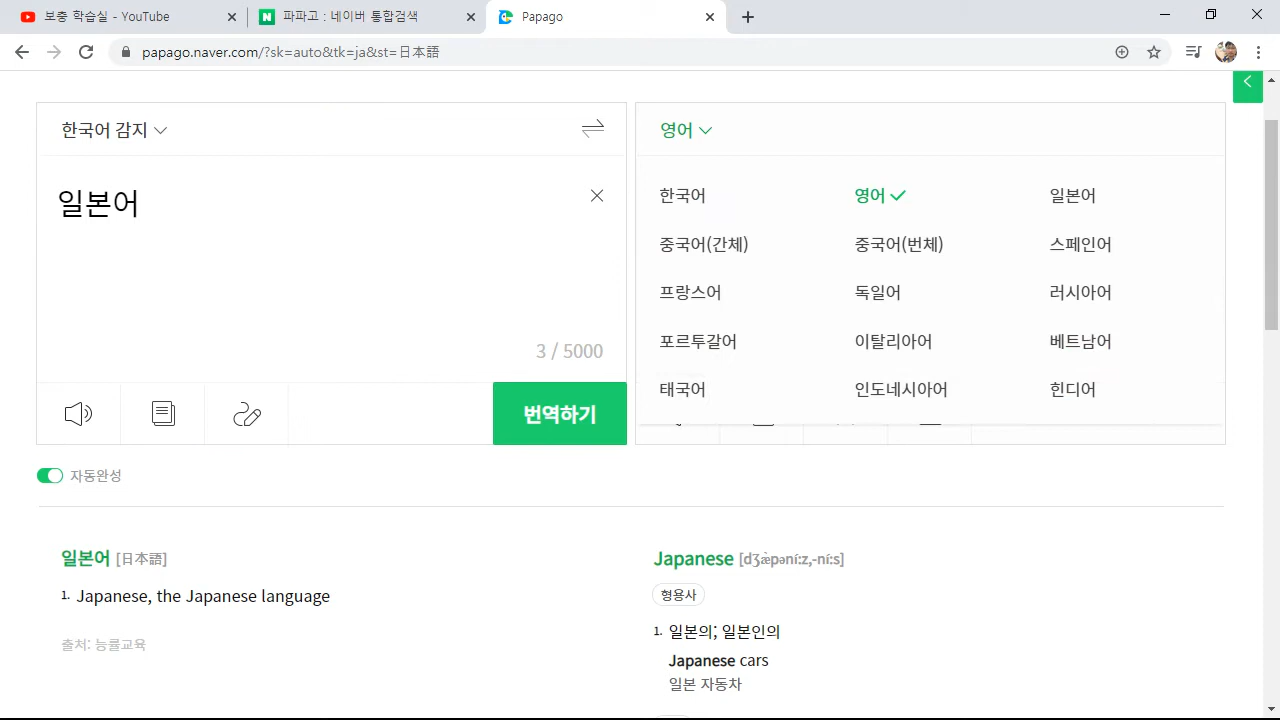 보충 학습실 - YouTube
파파고 : 네이버 통합검색
Papago
papago.naver.com/?sk=auto&tk=ja&st=日本語
한국어 감지
영어
일본어
한국어 영어 일본어
중국어(간체) 중국어(번체) 스페인어
프랑스어 독일어 러시아어
포르투갈어 이탈리아어 베트남어
태국어 인도네시아어 힌디어
3 / 5000
번역하기
자동완성
일본어 [日本語]
1. Japanese, the Japanese language
출처: 능률교육
Japanese [dʒæ̀pəníːz,-níːs]
형용사
1. 일본의; 일본인의
Japanese cars
일본 자동차